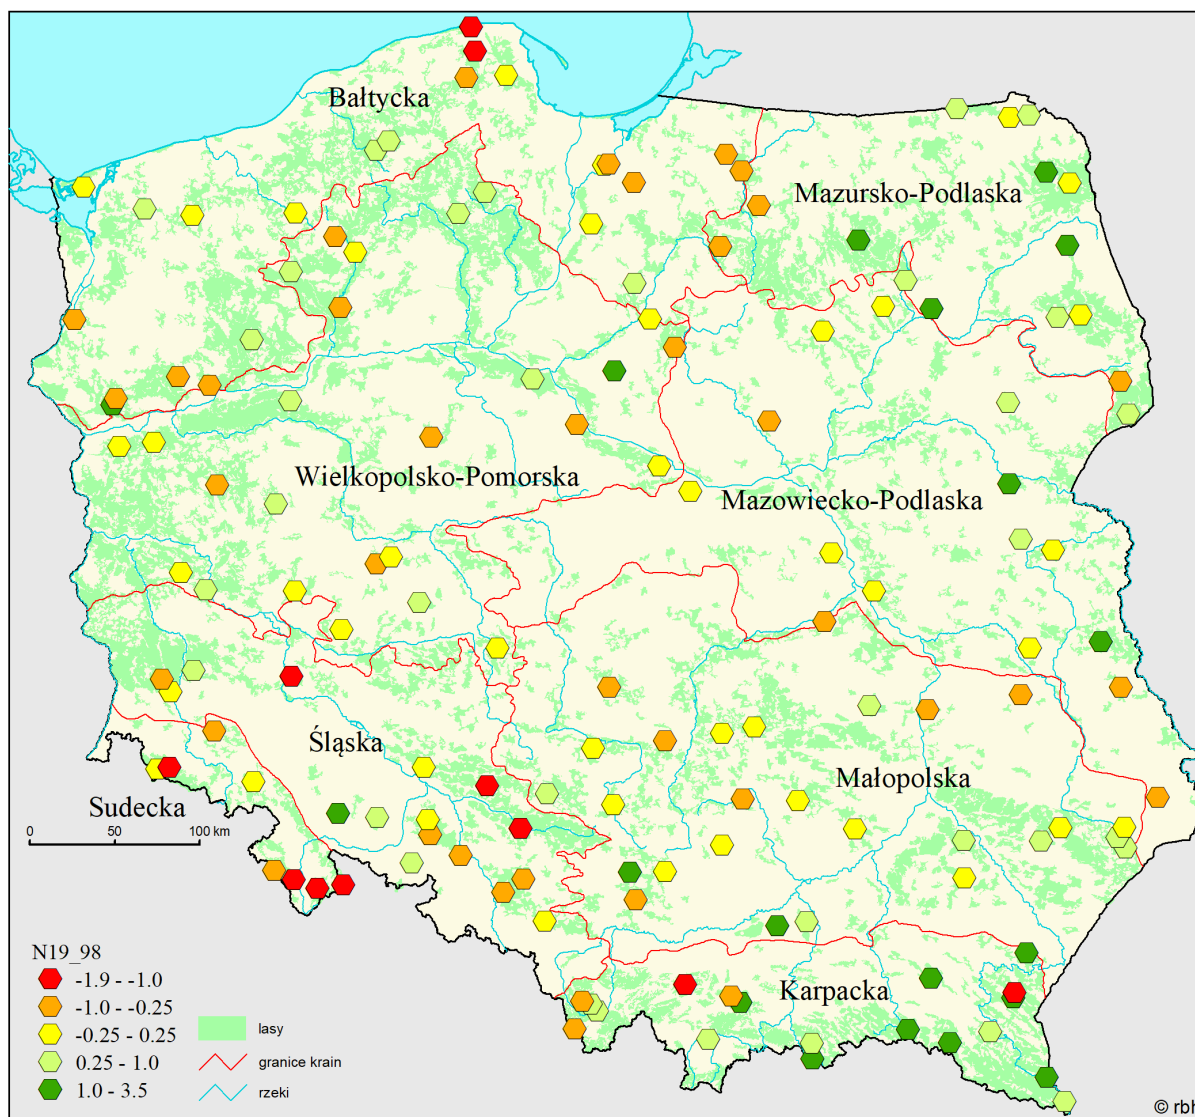 Bałtycka
Mazursko-Podlaska
Wielkopolsko-Pomorska
Mazowiecko-Podlaska
Śląska
Małopolska
Sudecka
0 50 100 km
Karpacka
N19_98
-1.9 - -1.0
-1.0 - -0.25
-0.25 - 0.25
0.25 - 1.0
1.0 - 3.5
lasy
granice krain
rzeki
© rbh